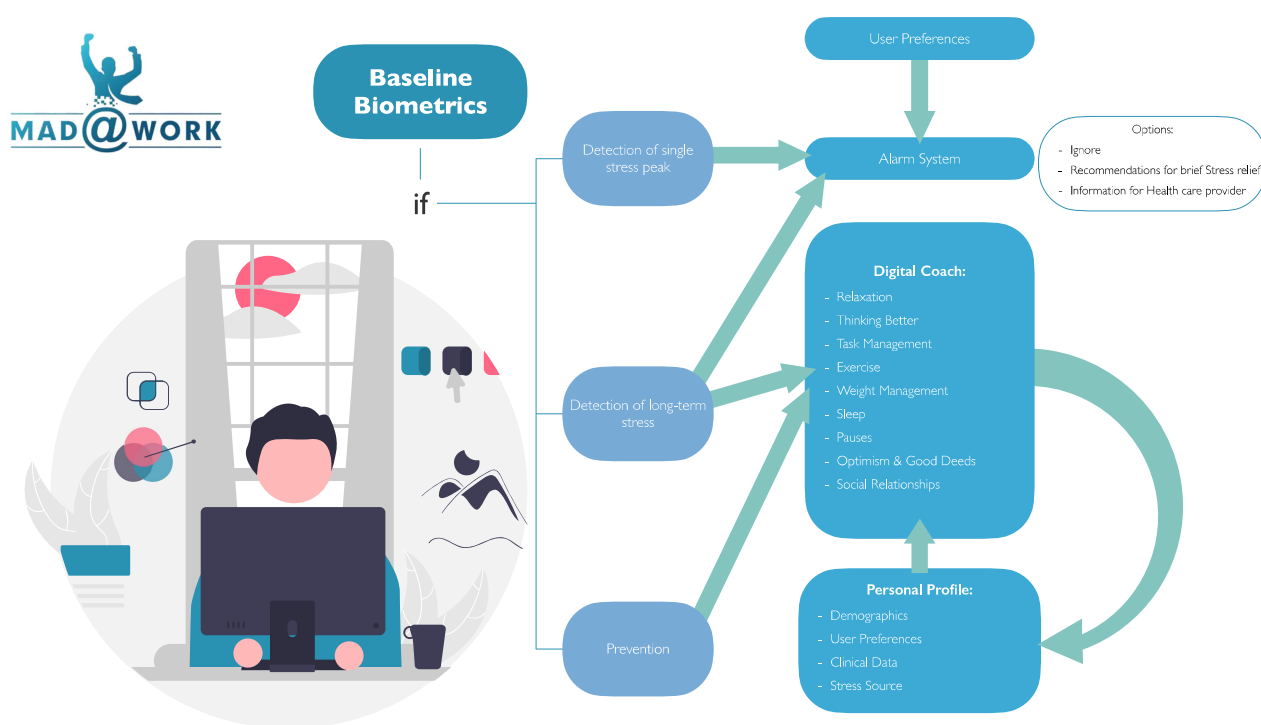 MAD@WORK
Baseline
Biometrics
if
Detection of single
stress peak
Detection of long-term
stress
Prevention
User Preferences
Alarm System
Options:
- Ignore
- Recommendations for brief Stress relief
- Information for Health care provider
Digital Coach:
- Relaxation
- Thinking Better
- Task Management
- Exercise
- Weight Management
- Sleep
- Pauses
- Optimism & Good Deeds
- Social Relationships
Personal Profile:
- Demographics
- User Preferences
- Clinical Data
- Stress Source